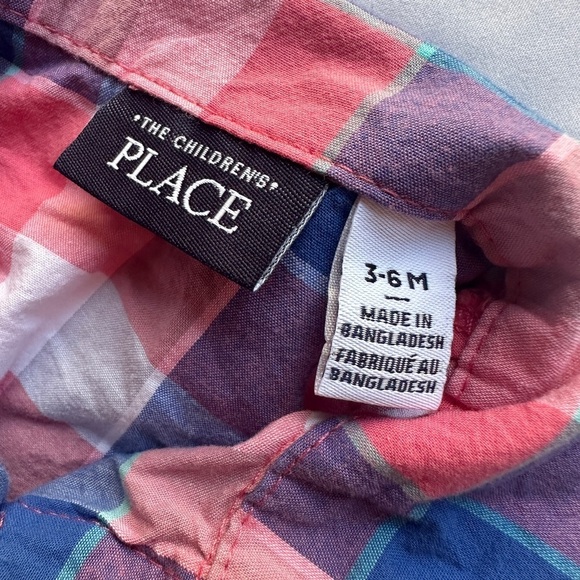 •THE CHILDREN'S•
PLACE
3-6 M
MADE IN
BANGLADESH
FABRIQUÉ AU
BANGLADESH